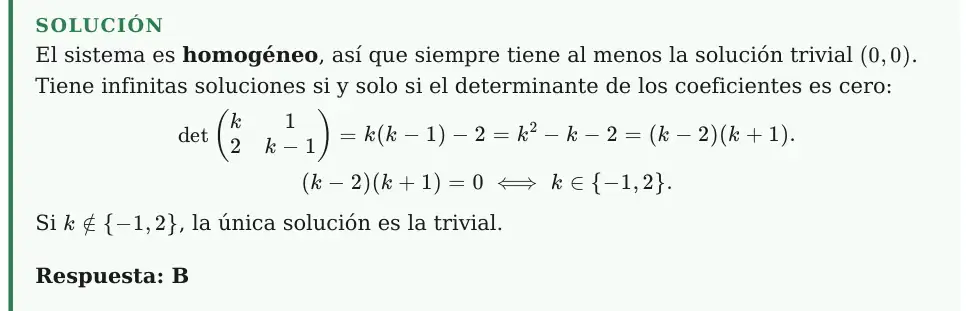 SOLUCIÓN
El sistema es homogéneo, así que siempre tiene al menos la solución trivial (0, 0).
Tiene infinitas soluciones si y solo si el determinante de los coeficientes es cero:
det ( k 1 ; 2 k − 1 ) = k(k − 1) − 2 = k² − k − 2 = (k − 2)(k + 1).
(k − 2)(k + 1) = 0 ⟺ k ∈ {−1, 2}.
Si k ∉ {−1, 2}, la única solución es la trivial.
Respuesta: B